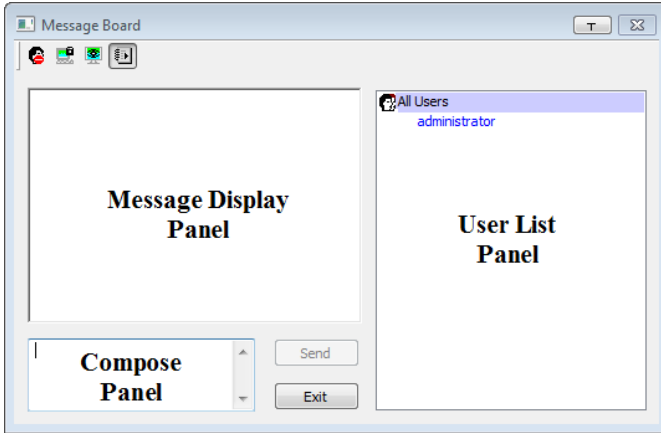 Message Board
T
All Users
administrator
Message Display
Panel
User List
Panel
Compose
Panel
Send
Exit